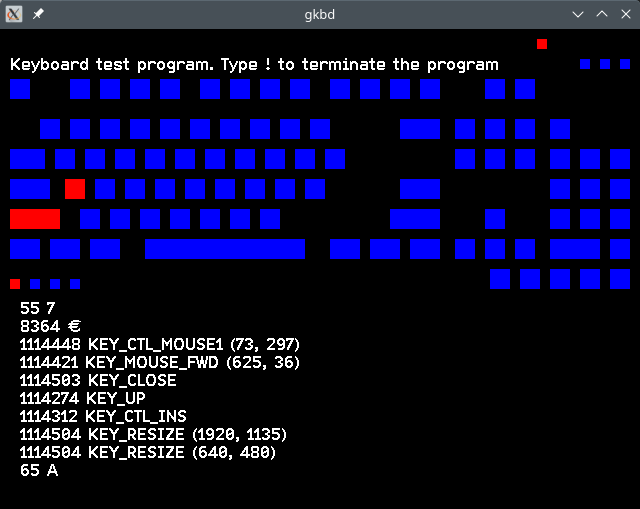 gkbd
Keyboard test program. Type ! to terminate the program
55 7
8364 €
1114448 KEY_CTL_MOUSE1 (73, 297)
1114421 KEY_MOUSE_FWD (625, 36)
1114503 KEY_CLOSE
1114274 KEY_UP
1114312 KEY_CTL_INS
1114504 KEY_RESIZE (1920, 1135)
1114504 KEY_RESIZE (640, 480)
65 A